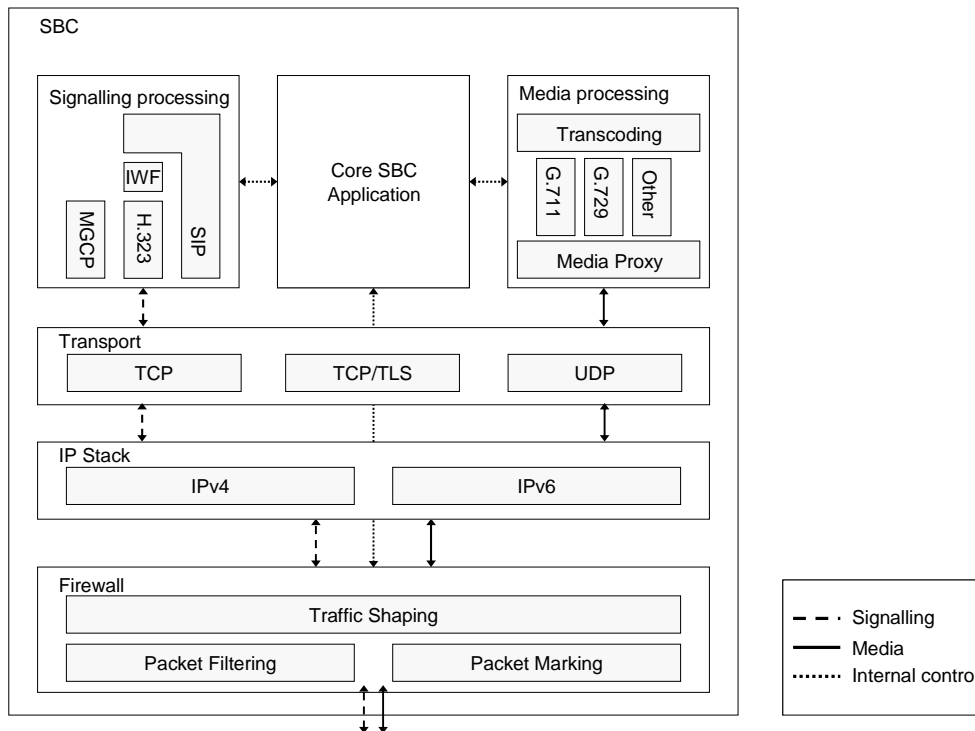 SBC
Signalling processing
IWF
MGCP
H.323
SIP
Core SBC
Application
Media processing
Transcoding
G.711
G.729
Other
Media Proxy
Transport
TCP
TCP/TLS
UDP
IP Stack
IPv4
IPv6
Firewall
Traffic Shaping
Packet Filtering
Packet Marking
Signalling
Media
Internal contro